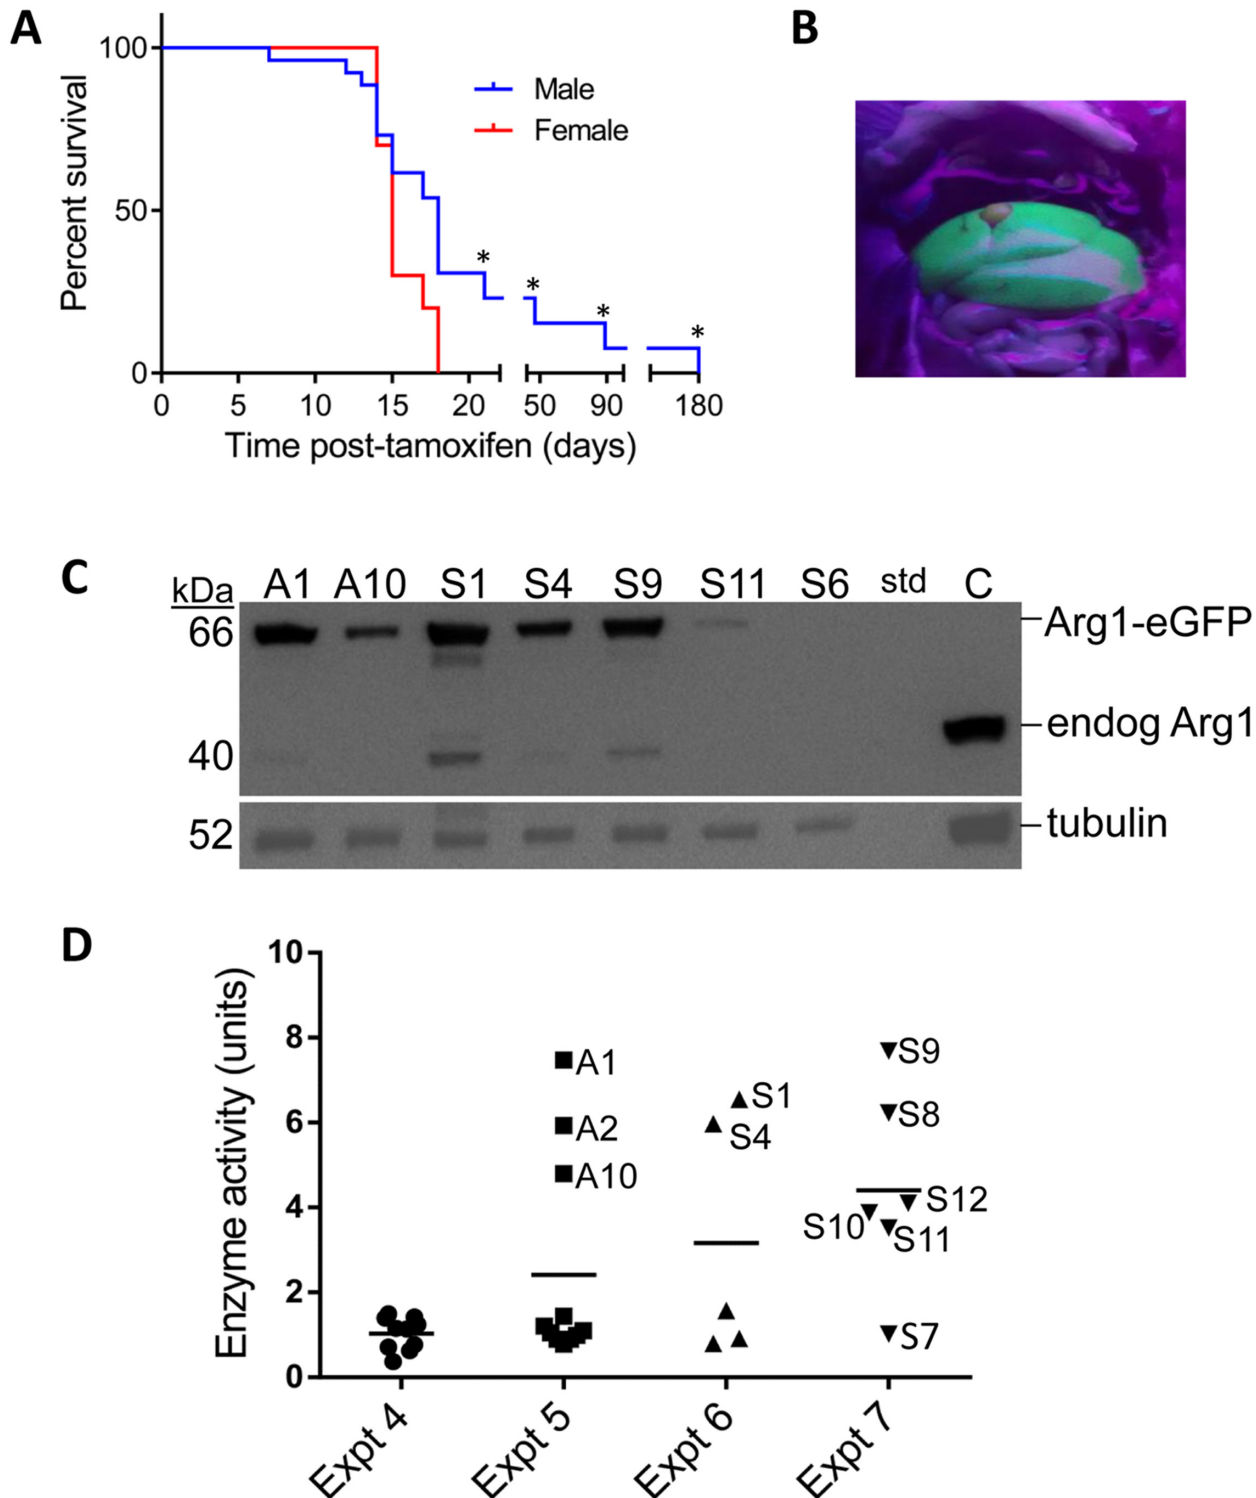 A
100
50
0
Percent survival
Male
Female
*
*
*
*
0 5 10 15 20 50 90 180
Time post-tamoxifen (days)
B
C
kDa A1 A10 S1 S4 S9 S11 S6 std C
66
Arg1-eGFP
endog Arg1
40
52
tubulin
D
Enzyme activity (units)
10
8
6
4
2
0
A1
A2
A10
S1
S4
S9
S8
S12
S10
S11
S7
Expt 4
Expt 5
Expt 6
Expt 7